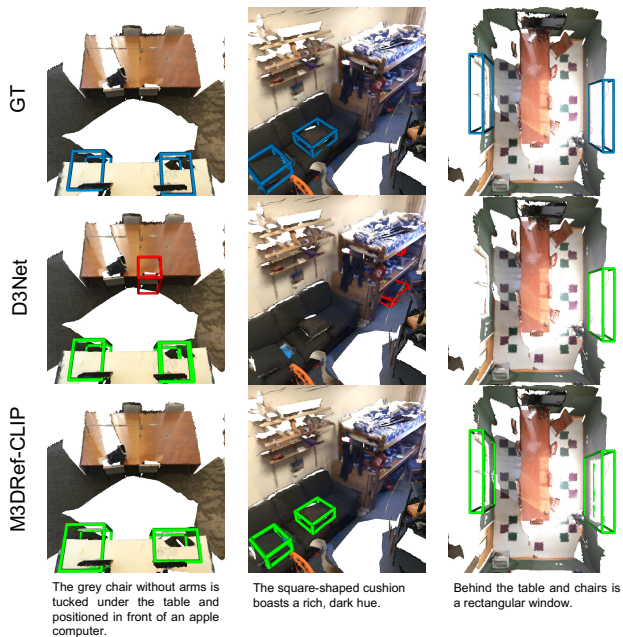 GT
D3Net
M3DRef-CLIP
The grey chair without arms is
tucked under the table and
positioned in front of an apple
computer.
The square-shaped cushion
boasts a rich, dark hue.
Behind the table and chairs is
a rectangular window.